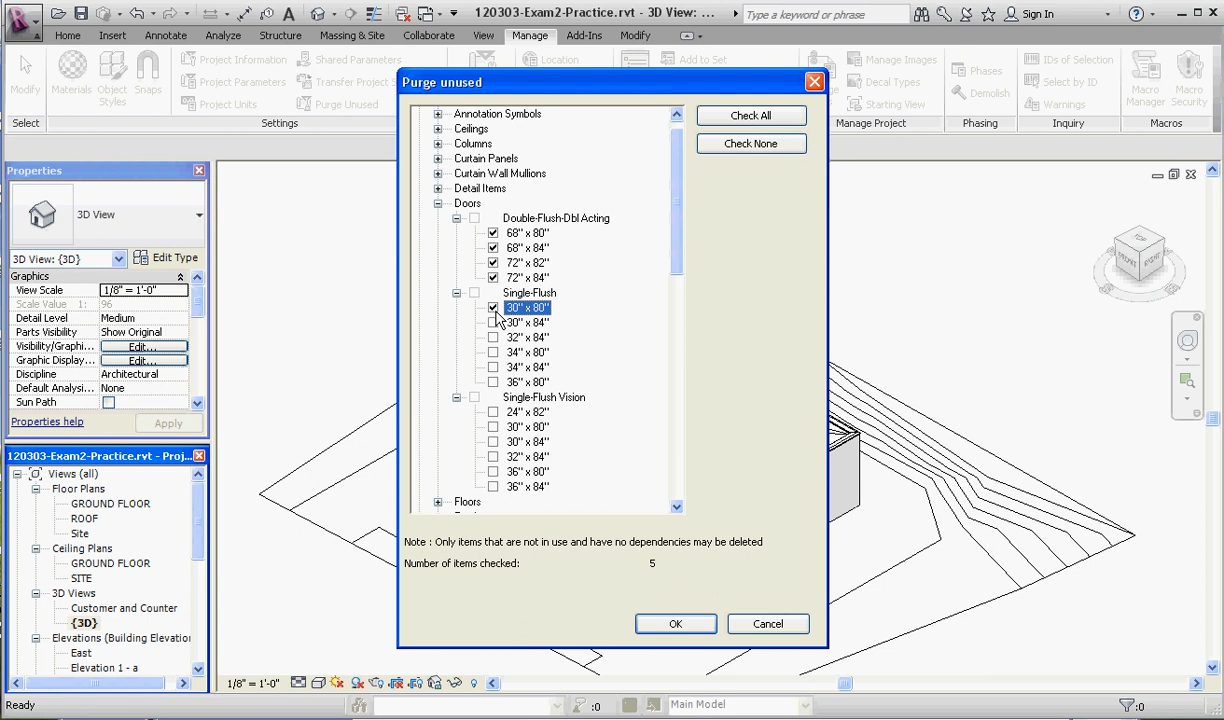 120303-Exam2-Practice.rvt - 3D View: ...
Type a keyword or phrase
Sign In
Home Insert Annotate Analyze Structure Massing & Site Collaborate View Manage Add-Ins Modify
Modify
Materials
Object Styles
Snaps
Project Information
Project Parameters
Project Units
Shared Parameters
Transfer Project S
Purge Unused
Location
Add to Set
Manage Images
Decal Types
Starting View
Phases
Demolish
IDs of Selection
Select by ID
Warnings
Macro Manager
Macro Security
Select
Settings
Manage Project
Phasing
Inquiry
Macros
Properties
3D View
3D View: {3D}
Edit Type
Graphics
View Scale 1/8" = 1'-0"
Scale Value 1: 96
Detail Level Medium
Parts Visibility Show Original
Visibility/Graphi... Edit...
Graphic Display... Edit...
Discipline Architectural
Default Analysi... None
Sun Path
Properties help
Apply
120303-Exam2-Practice.rvt - Proj...
Views (all)
Floor Plans
GROUND FLOOR
ROOF
Site
Ceiling Plans
GROUND FLOOR
SITE
3D Views
Customer and Counter
{3D}
Elevations (Building Elevation
East
Elevation 1 - a
Purge unused
Annotation Symbols
Ceilings
Columns
Curtain Panels
Curtain Wall Mullions
Detail Items
Doors
Double-Flush-Dbl Acting
68" x 80"
68" x 84"
72" x 82"
72" x 84"
Single-Flush
30" x 80"
30" x 84"
32" x 84"
34" x 80"
34" x 84"
36" x 80"
Single-Flush Vision
24" x 82"
30" x 80"
30" x 84"
32" x 84"
36" x 80"
36" x 84"
Floors
Check All
Check None
Note : Only items that are not in use and have no dependencies may be deleted
Number of items checked: 5
OK
Cancel
FRONT
RIGHT
1/8" = 1'-0"
Ready
:0
Main Model
:0